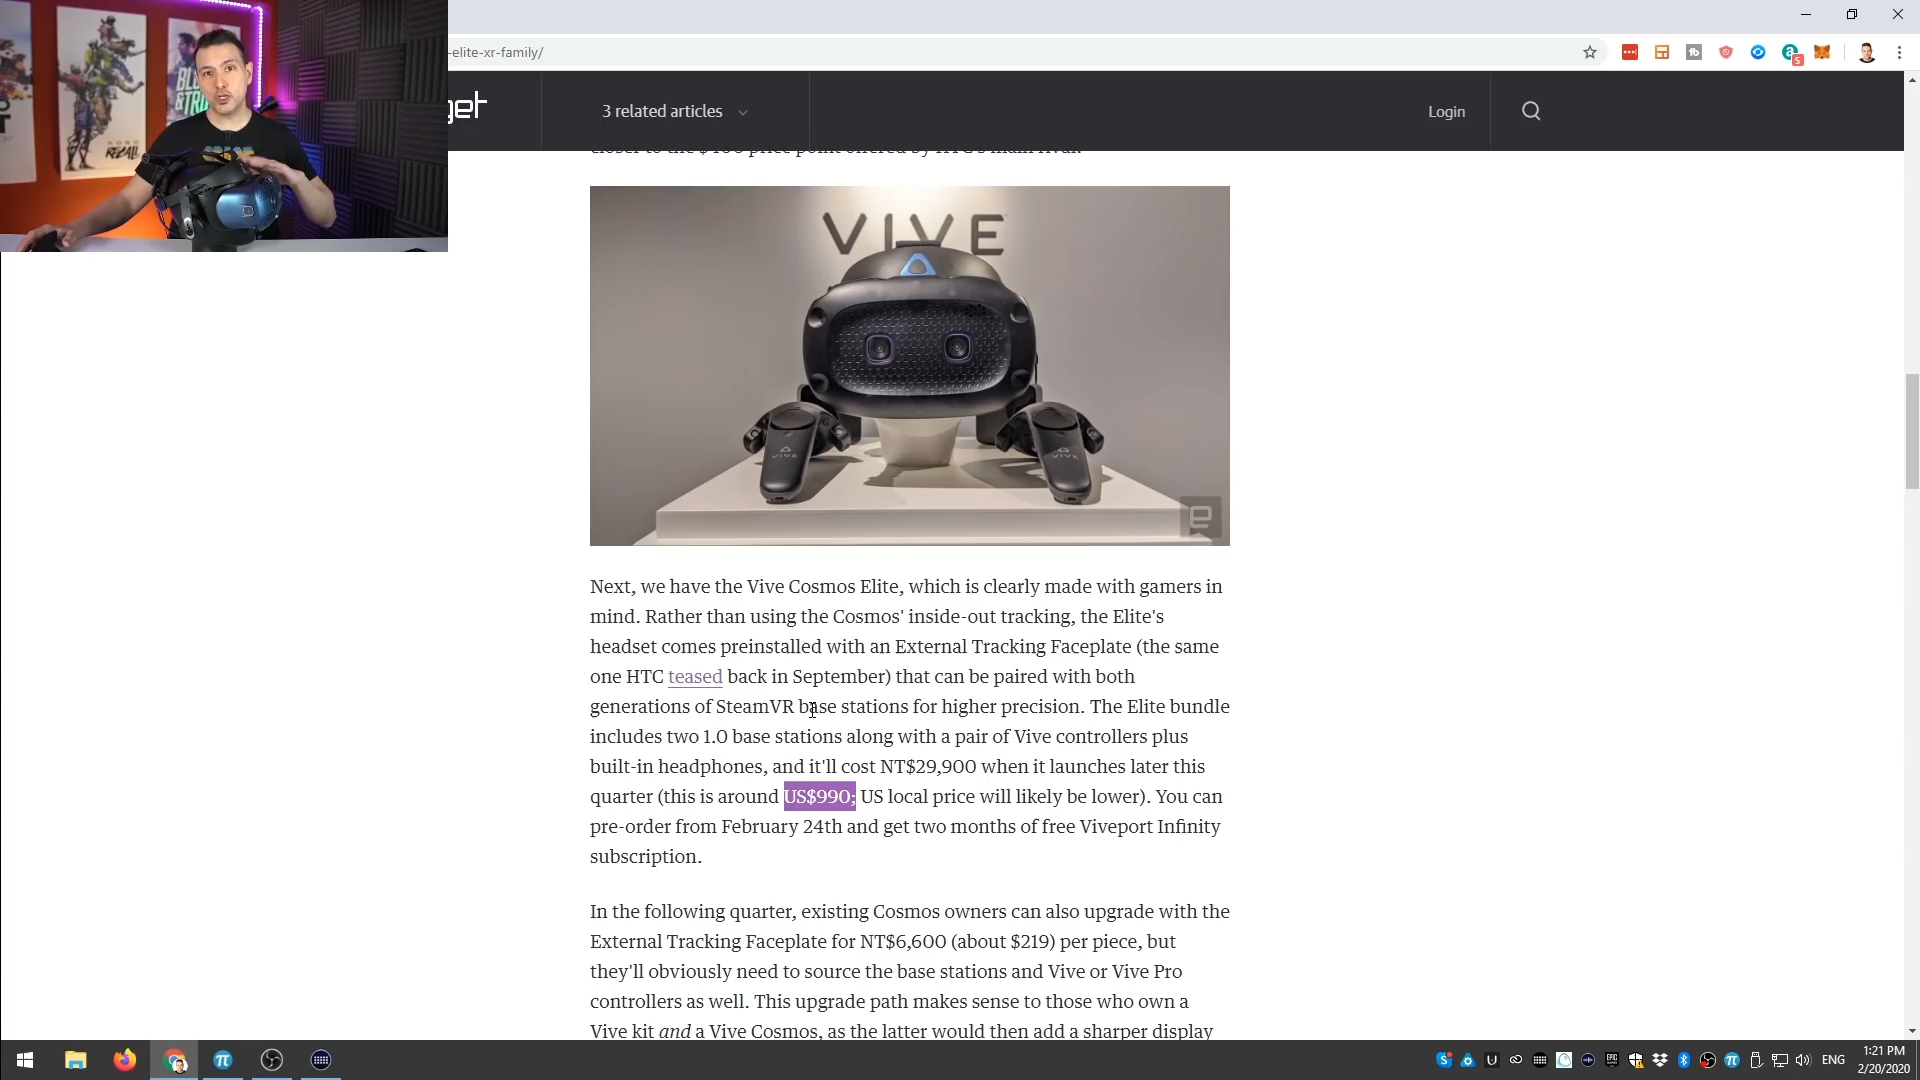 -elite-xr-family/
get
3 related articles
Login
VIVE
VIVE
VIVE
Next, we have the Vive Cosmos Elite, which is clearly made with gamers in
mind. Rather than using the Cosmos' inside-out tracking, the Elite's
headset comes preinstalled with an External Tracking Faceplate (the same
one HTC teased back in September) that can be paired with both
generations of SteamVR base stations for higher precision. The Elite bundle
includes two 1.0 base stations along with a pair of Vive controllers plus
built-in headphones, and it'll cost NT$29,900 when it launches later this
quarter (this is around US$990; US local price will likely be lower). You can
pre-order from February 24th and get two months of free Viveport Infinity
subscription.
In the following quarter, existing Cosmos owners can also upgrade with the
External Tracking Faceplate for NT$6,600 (about $219) per piece, but
they'll obviously need to source the base stations and Vive or Vive Pro
controllers as well. This upgrade path makes sense to those who own a
Vive kit and a Vive Cosmos, as the latter would then add a sharper display
ENG
1:21 PM
2/20/2020
RECALL
5